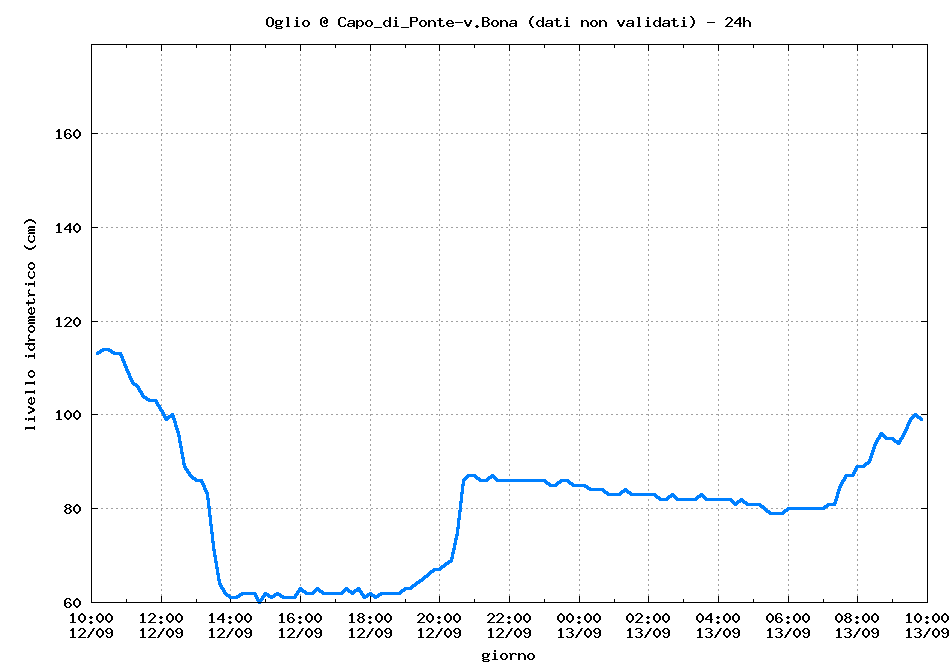 Oglio @ Capo_di_Ponte-v.Bona (dati non validati) - 24h
livello idrometrico (cm)
160
140
120
100
80
60
10:00 12:00 14:00 16:00 18:00 20:00 22:00 00:00 02:00 04:00 06:00 08:00 10:00
12/09 12/09 12/09 12/09 12/09 12/09 12/09 13/09 13/09 13/09 13/09 13/09 13/09
giorno